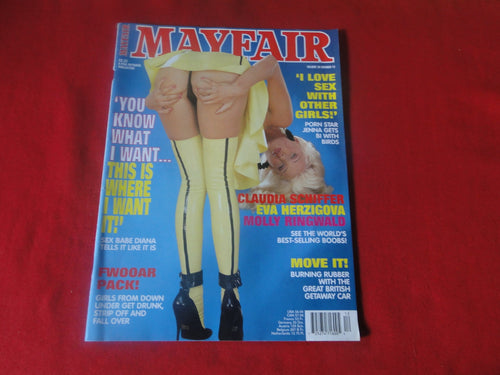 MAYFAIR
'I LOVE
SEX
WITH
OTHER
GIRLS!'
PORN STAR
JENNA GETS
BI WITH
BIRDS
'YOU
KNOW
WHAT
I WANT...
THIS IS
WHERE
I WANT
IT!'
SEX BABE DIANA
TELLS IT LIKE IT IS
CLAUDIA SCHIFFER
EVA HERZIGOVA
MOLLY RINGWALD
SEE THE WORLD'S
BEST-SELLING BOOBS!
FWOOAR
PACK!
GIRLS FROM DOWN
UNDER GET DRUNK,
STRIP OFF AND
FALL OVER
MOVE IT!
BURNING RUBBER
WITH THE
GREAT BRITISH
GETAWAY CAR